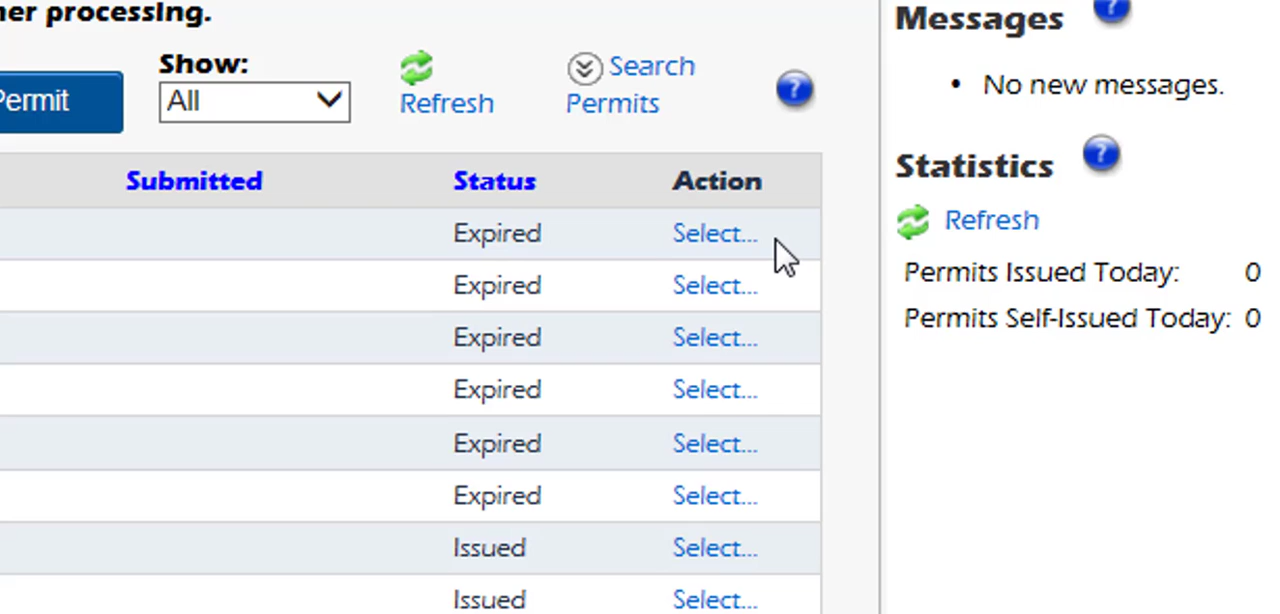 her processing.
Permit
Show:
All
Refresh
Search
Permits
?
Submitted Status Action
Expired Select...
Expired Select...
Expired Select...
Expired Select...
Expired Select...
Expired Select...
Issued Select...
Issued Select...
Messages ?
• No new messages.
Statistics ?
Refresh
Permits Issued Today: 0
Permits Self-Issued Today: 0